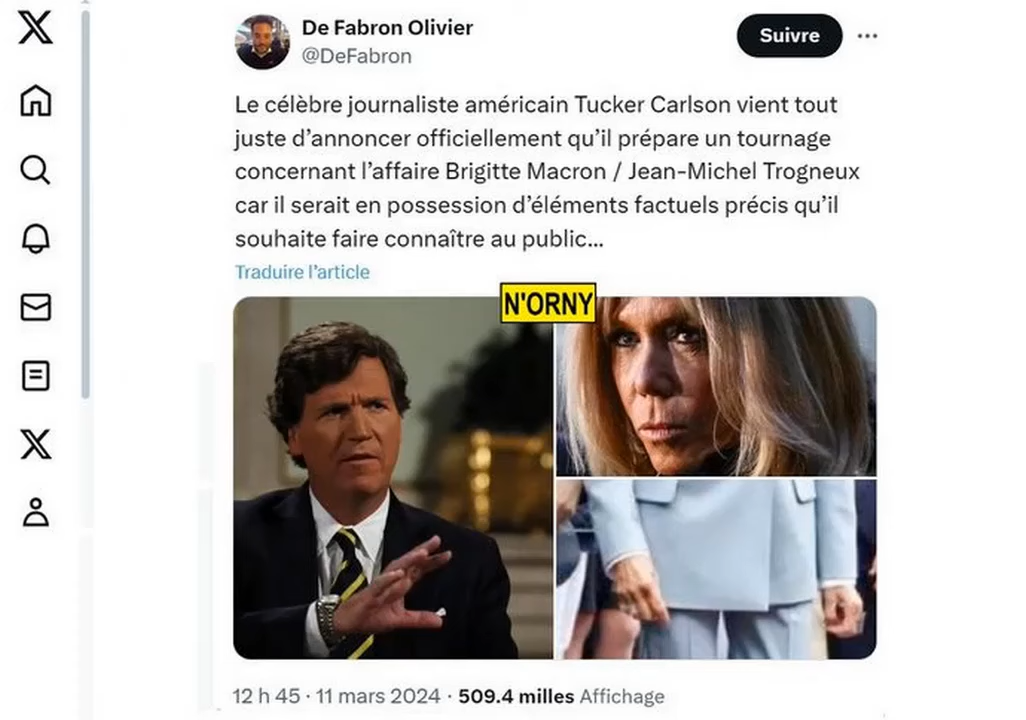 De Fabron Olivier
@DeFabron
Suivre
Le célèbre journaliste américain Tucker Carlson vient tout
juste d’annoncer officiellement qu’il prépare un tournage
concernant l’affaire Brigitte Macron / Jean-Michel Trogneux
car il serait en possession d’éléments factuels précis qu’il
souhaite faire connaître au public...
Traduire l’article
N'ORNY
12 h 45 · 11 mars 2024 · 509.4 milles Affichage